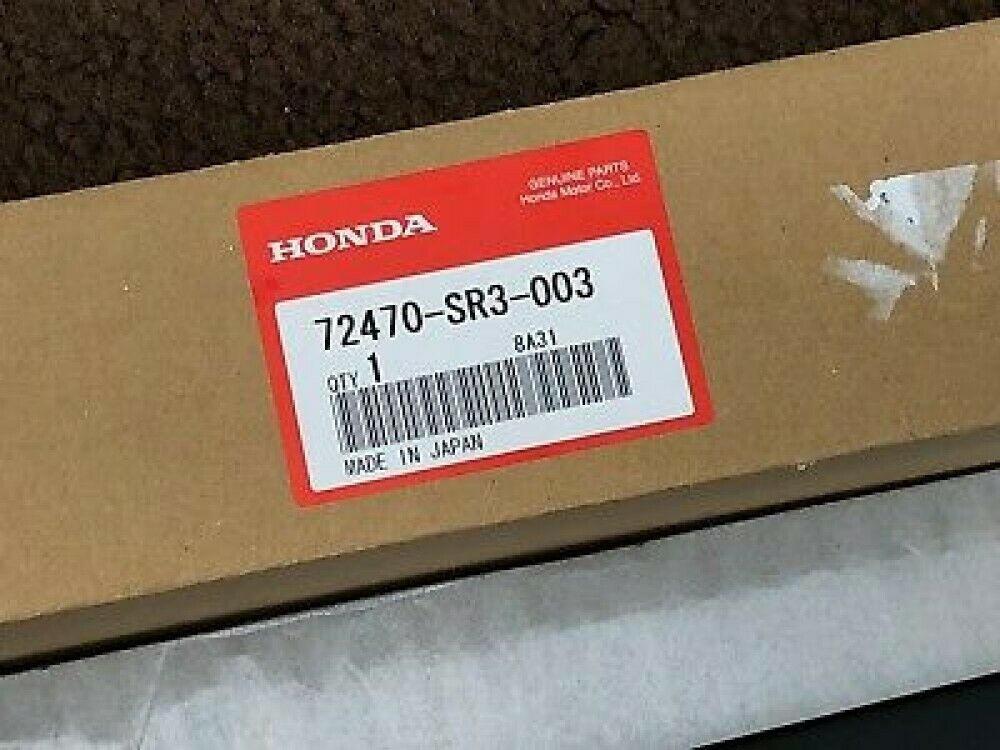 GENUINE PARTS
Honda Motor Co., Ltd.
HONDA
72470-SR3-003
QTY 1 8A31
MADE IN JAPAN